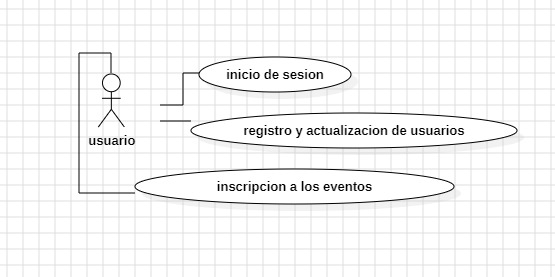 inicio de sesion
registro y actualizacion de usuarios
usuario
inscripcion a los eventos